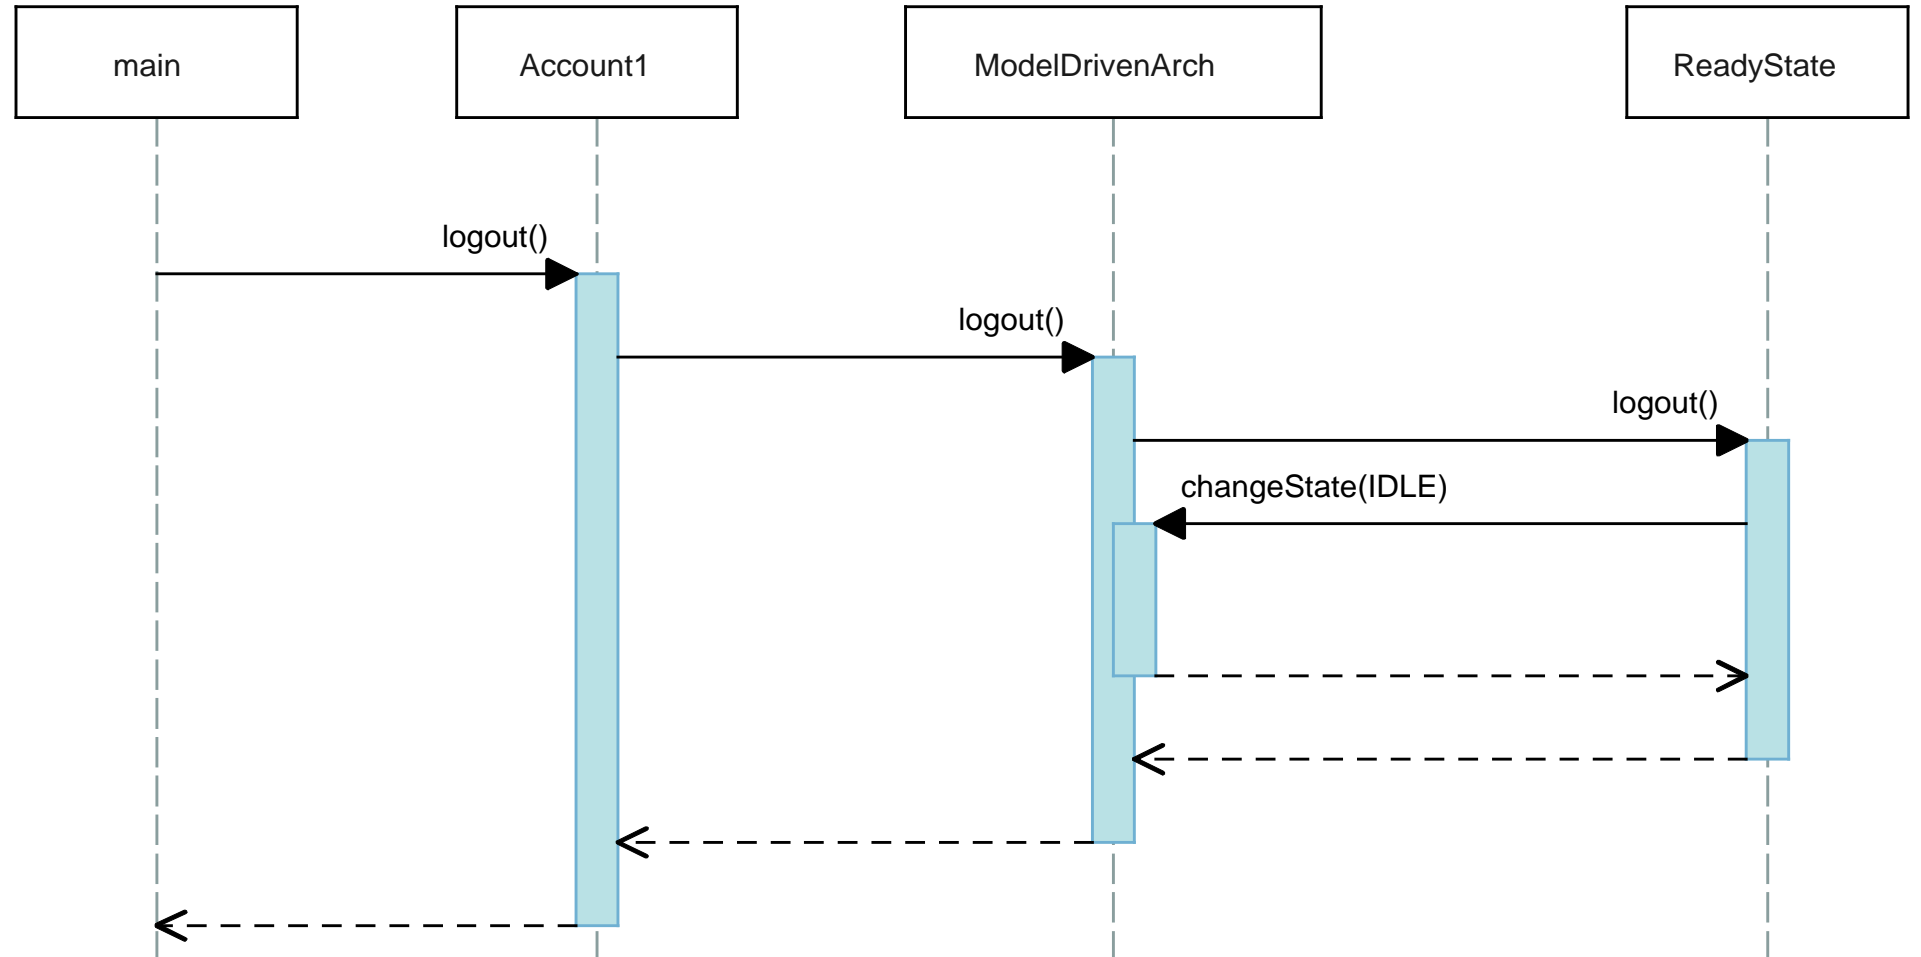 main
Account1
ModelDrivenArch
ReadyState
logout()
logout()
logout()
changeState(IDLE)